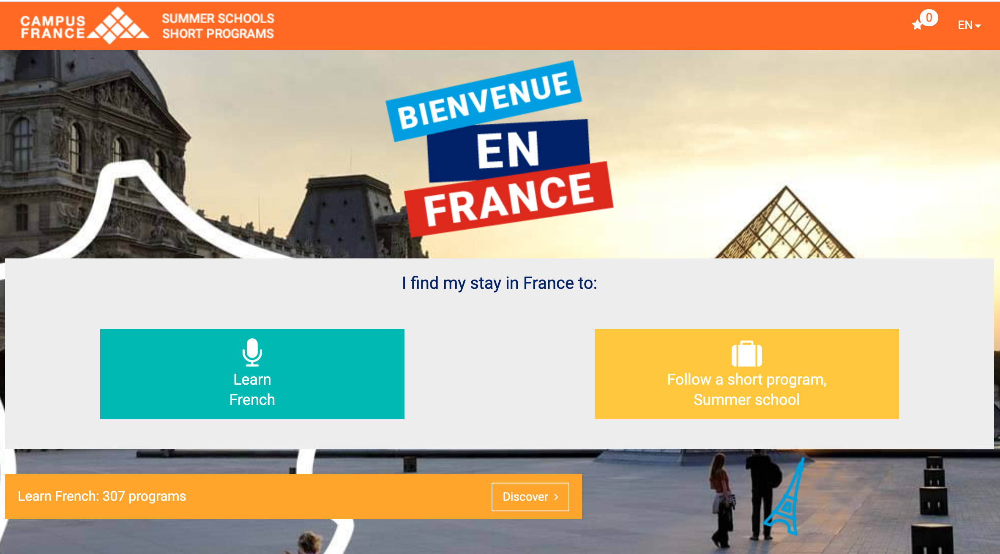 CAMPUS
FRANCE
SUMMER SCHOOLS
SHORT PROGRAMS
0
EN
BIENVENUE
EN
FRANCE
I find my stay in France to:
Learn
French
Follow a short program,
Summer school
Learn French: 307 programs
Discover